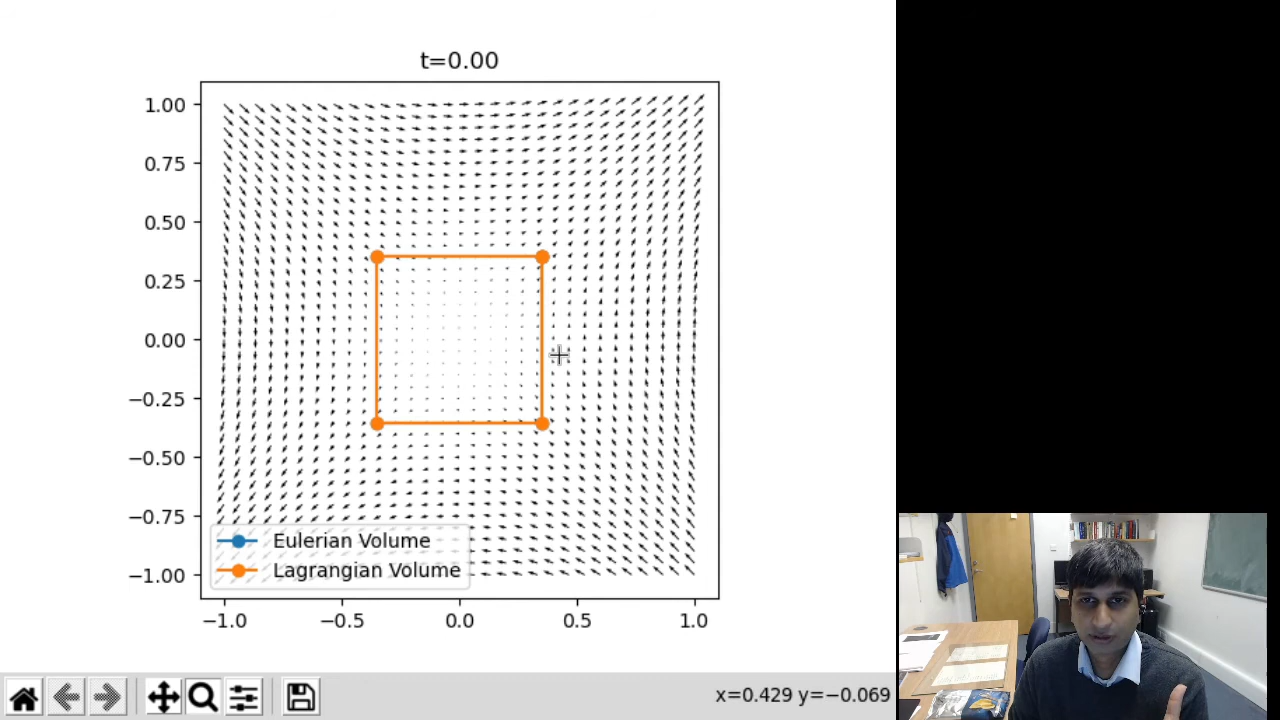 t=0.00
1.00
0.75
0.50
0.25
0.00
−0.25
−0.50
−0.75
−1.00
Eulerian Volume
Lagrangian Volume
−1.0 −0.5 0.0 0.5 1.0
x=0.429 y=−0.069